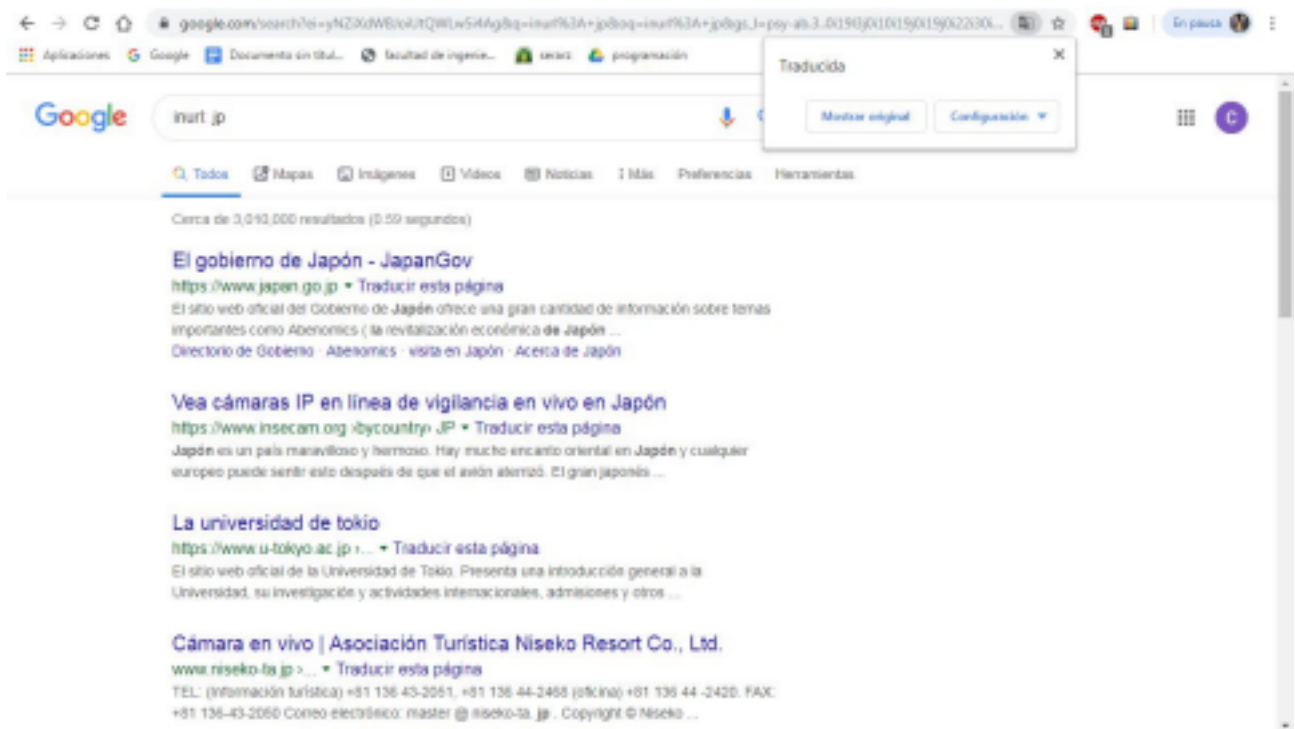 google.com/search?
En pausa
Aplicaciones Google Documento sin títul... facultad de ingenie... programación
Traducida
Mostrar original Configuración
Google inurt jp
C
Todos Mapas Imágenes Vídeos Noticias Más Preferencias Herramientas
Cerca de 3,010,000 resultados (0.59 segundos)
El gobierno de Japón - JapanGov
https://www.japan.go.jp ▾ Traducir esta página
El sitio web oficial del Gobierno de Japón ofrece una gran cantidad de información sobre temas
importantes como Abenomics ( la revitalización económica de Japón ...
Directorio de Gobierno · Abenomics · visita en Japón · Acerca de Japón
Vea cámaras IP en línea de vigilancia en vivo en Japón
https://www.insecam.org ›bycountry› JP ▾ Traducir esta página
Japón es un país maravilloso y hermoso. Hay mucho encanto oriental en Japón y cualquier
europeo puede sentir esto después de que el avión aterrizó. El gran japonés ...
La universidad de tokio
https://www.u-tokyo.ac.jp ›... ▾ Traducir esta página
El sitio web oficial de la Universidad de Tokio. Presenta una introducción general a la
Universidad, su investigación y actividades internacionales, admisiones y otros ...
Cámara en vivo | Asociación Turística Niseko Resort Co., Ltd.
www.niseko-ta.jp ›... ▾ Traducir esta página
TEL: (información turística) +81 136 43-2051, +81 136 44-2468 (oficina) +81 136 44 -2420. FAX:
+81 136-43-2050 Correo electrónico: master @ niseko-ta. jp . Copyright © Niseko ...